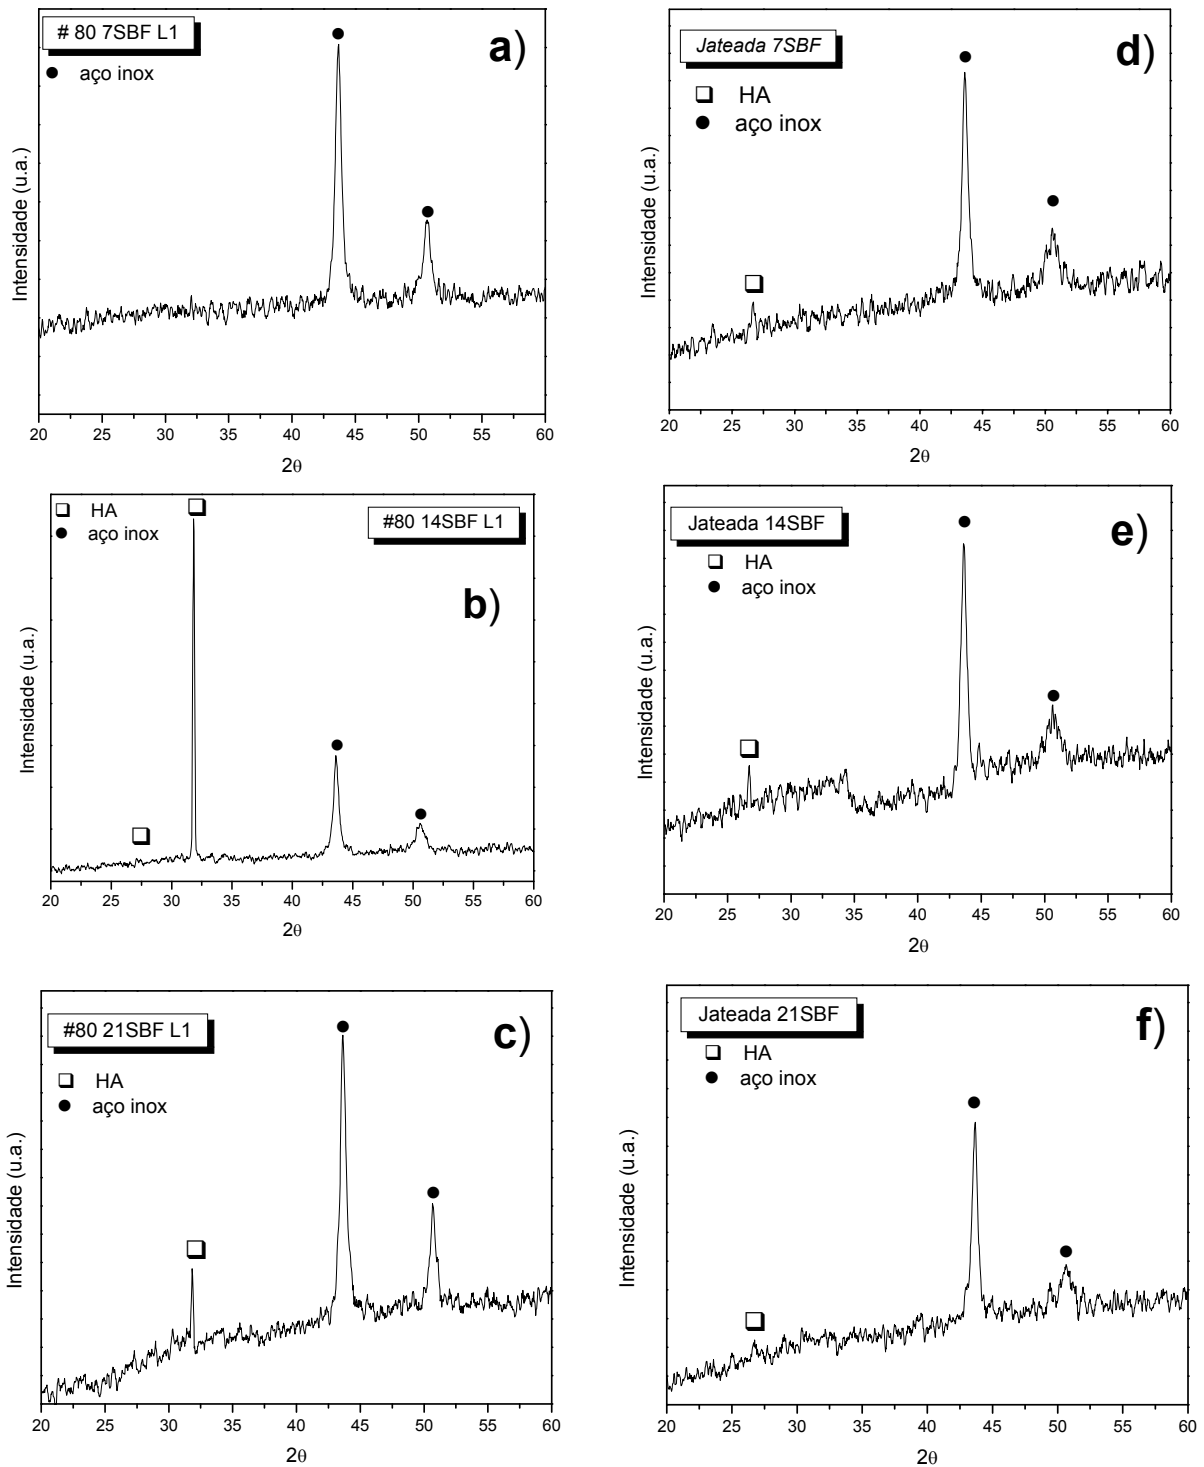 # 80 7SBF L1
a)
aço inox
Intensidade (u.a.)
20 25 30 35 40 45 50 55 60
2θ
Jateada 7SBF
d)
HA
aço inox
Intensidade (u.a.)
20 25 30 35 40 45 50 55 60
2θ
HA
aço inox
#80 14SBF L1
b)
Intensidade (u.a.)
20 25 30 35 40 45 50 55 60
2θ
Jateada 14SBF
e)
HA
aço inox
Intensidade (u.a.)
20 25 30 35 40 45 50 55 60
2θ
#80 21SBF L1
c)
HA
aço inox
Intensidade (u.a.)
20 25 30 35 40 45 50 55 60
2θ
Jateada 21SBF
f)
HA
aço inox
Intensidade (u.a.)
20 25 30 35 40 45 50 55 60
2θ